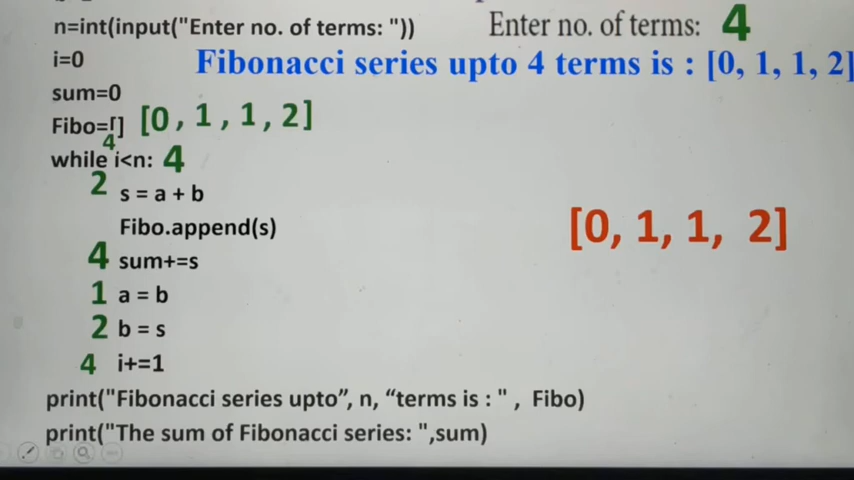 n=int(input("Enter no. of terms: ")) Enter no. of terms: 4
i=0 Fibonacci series upto 4 terms is : [0, 1, 1, 2]
sum=0
Fibo=[] [0, 1, 1, 2]
4
while i<n: 4
2 s = a + b
Fibo.append(s) [0, 1, 1, 2]
4 sum+=s
1 a = b
2 b = s
4 i+=1
print("Fibonacci series upto”, n, “terms is : " , Fibo)
print("The sum of Fibonacci series: ",sum)